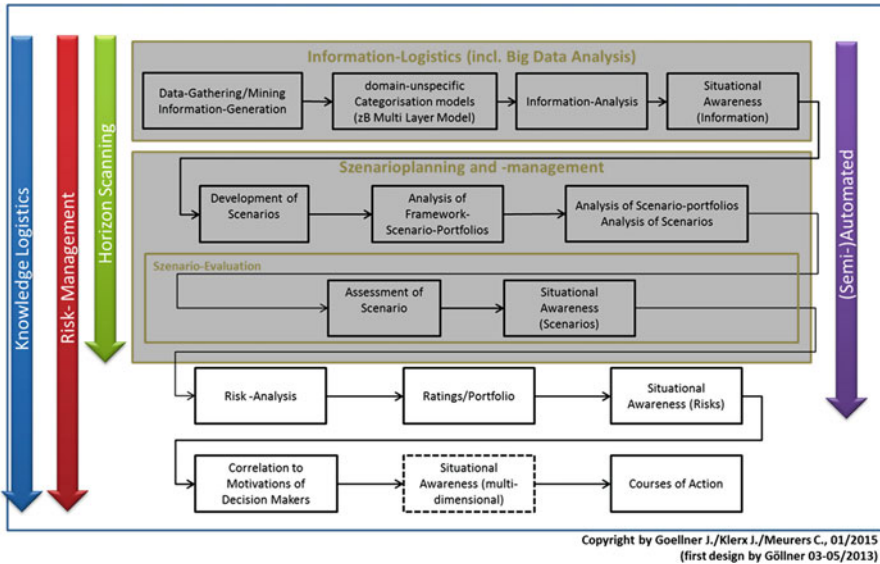 Knowledge Logistics
Risk- Management
Horizon Scanning
Information-Logistics (incl. Big Data Analysis)
Data-Gathering/Mining
Information-Generation
domain-unspecific
Categorisation models
(zB Multi Layer Model)
Information-Analysis
Situational
Awareness
(Information)
Szenarioplanning and -management
Development of
Scenarios
Analysis of
Framework-
Scenario-Portfolios
Analysis of Scenario-portfolios
Analysis of Scenarios
Szenario-Evaluation
Assessment of
Scenario
Situational
Awareness
(Scenarios)
Risk -Analysis
Ratings/Portfolio
Situational
Awareness (Risks)
Correlation to
Motivations of
Decision Makers
Situational
Awareness (multi-
dimensional)
Courses of Action
(Semi-)Automated
Copyright by Goellner J./Klerx J./Meurers C., 01/2015
(first design by Göllner 03-05/2013)